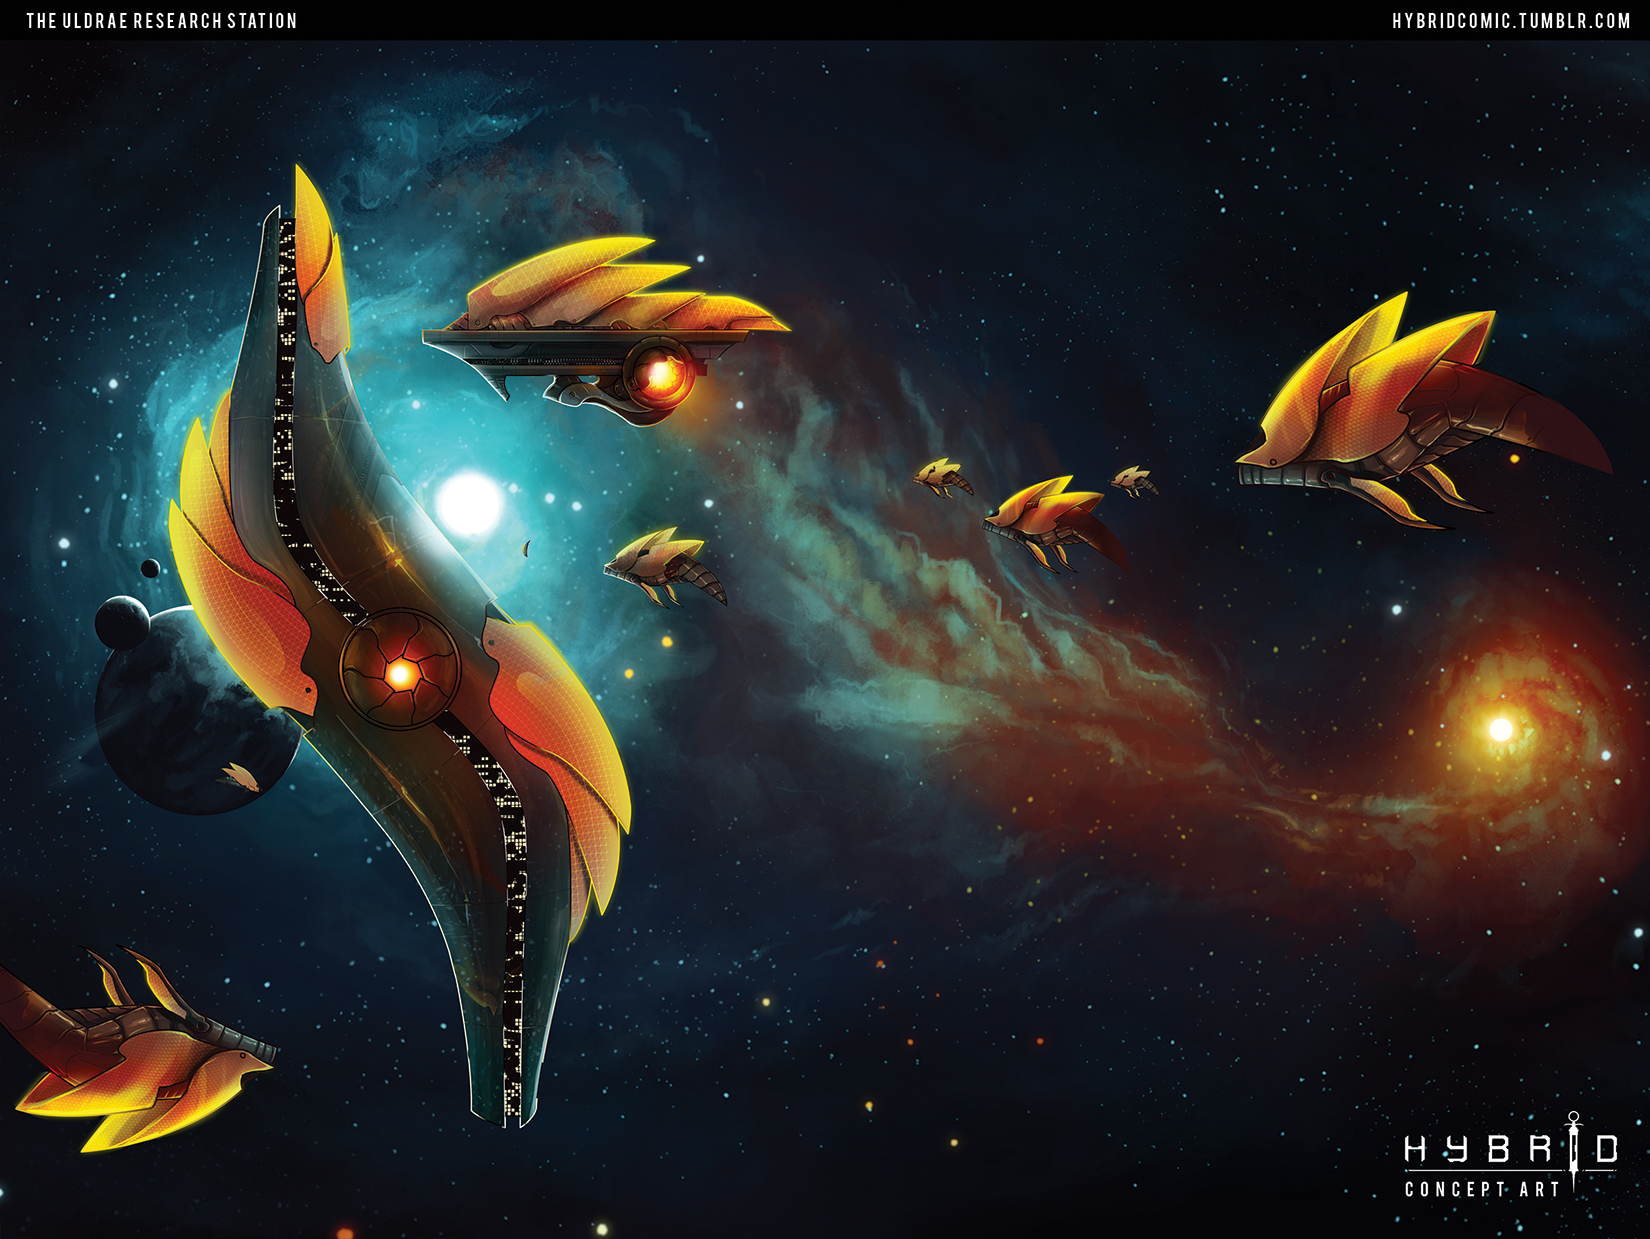 THE ULDRAE RESEARCH STATION
HYBRIDCOMIC.TUMBLR.COM
HYBRID
CONCEPT ART